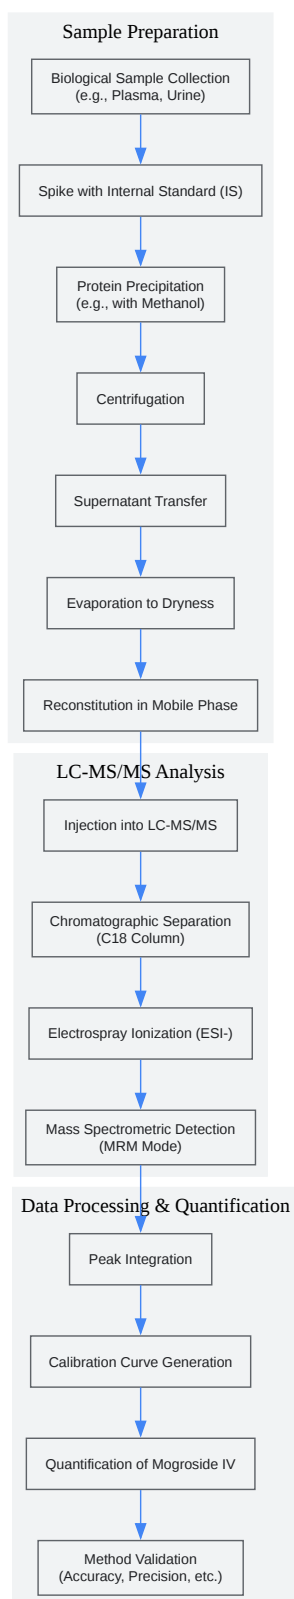 Sample Preparation
Biological Sample Collection
(e.g., Plasma, Urine)
Spike with Internal Standard (IS)
Protein Precipitation
(e.g., with Methanol)
Centrifugation
Supernatant Transfer
Evaporation to Dryness
Reconstitution in Mobile Phase
LC-MS/MS Analysis
Injection into LC-MS/MS
Chromatographic Separation
(C18 Column)
Electrospray Ionization (ESI-)
Mass Spectrometric Detection
(MRM Mode)
Data Processing & Quantification
Peak Integration
Calibration Curve Generation
Quantification of Mogroside IV
Method Validation
(Accuracy, Precision, etc.)